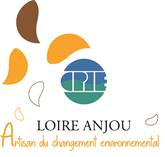 CPIE
LOIRE ANJOU
Artisan du changement environnemental